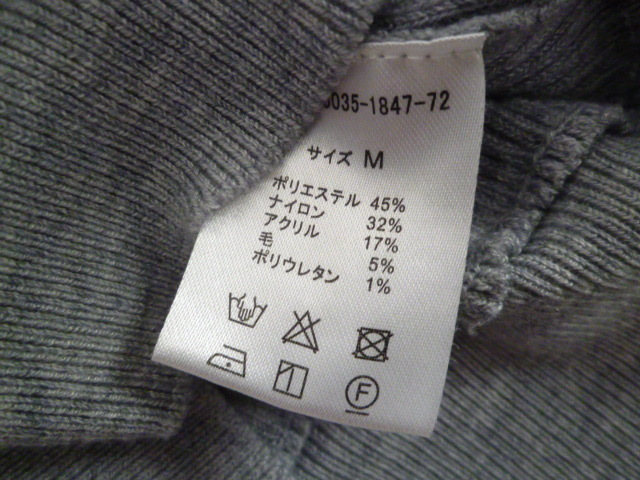 035-1847-72
サイズ M
ポリエステル 45%
ナイロン 32%
アクリル 17%
毛 5%
ポリウレタン 1%
F